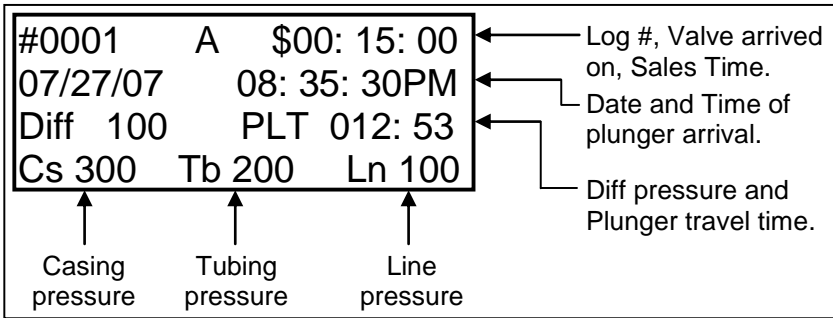 #0001 A $00: 15: 00
07/27/07 08: 35: 30PM
Diff 100 PLT 012: 53
Cs 300 Tb 200 Ln 100
Log #, Valve arrived
on, Sales Time.
Date and Time of
plunger arrival.
Diff pressure and
Plunger travel time.
Casing
pressure
Tubing
pressure
Line
pressure